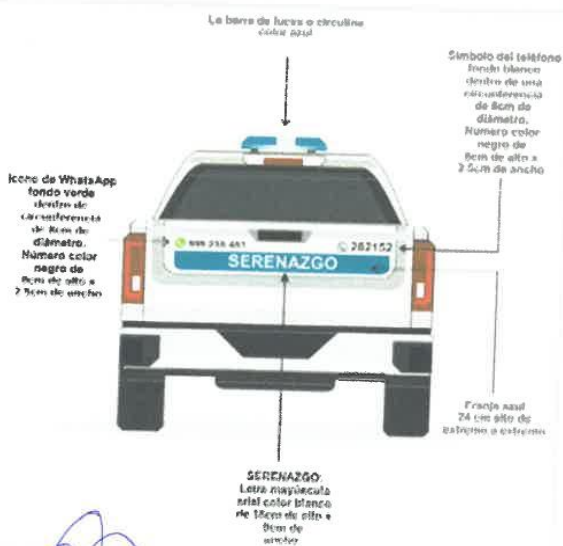 La barra de luces o circulina
color azul
Símbolo del teléfono
fondo blanco
dentro de una
circunferencia
de 8cm de
diámetro.
Número color
negro de
8cm de alto x
2.5cm de ancho
Icono de WhatsApp
fondo verde
dentro de
circunferencia
de 8cm de
diámetro.
Número color
negro de
8cm de alto x
2.5cm de ancho
282152
SERENAZGO
Franja azul
24 cm alto de
extremo a extremo
SERENAZGO:
Letra mayúscula
arial color blanco
de 18cm de alto x
9cm de
ancho